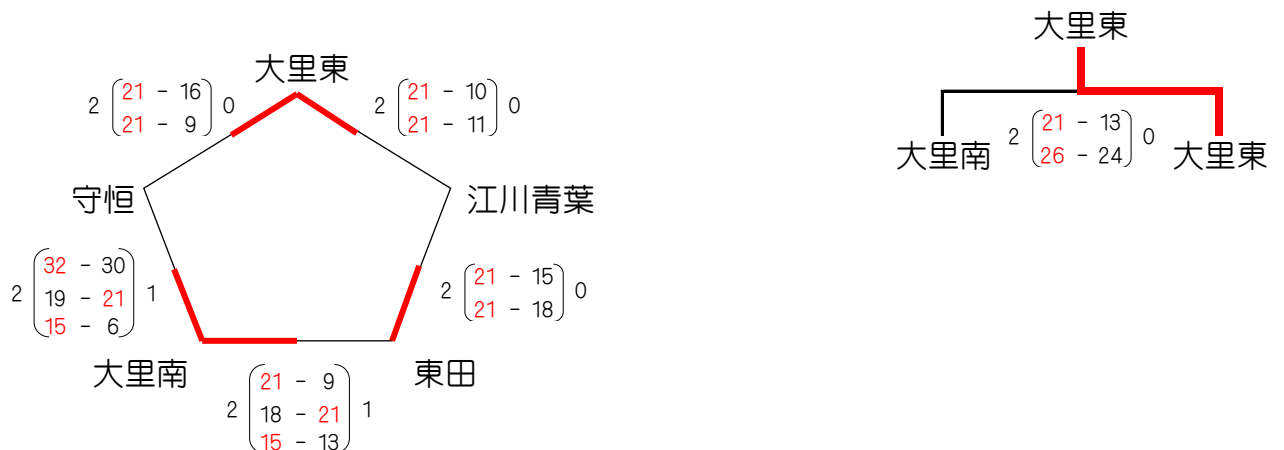 大里東
2 21 - 16 0
21 - 9
2 21 - 10 0
21 - 11
守恒
江川青葉
2 32 - 30 1
19 - 21
15 - 6
2 21 - 15 0
21 - 18
大里南
東田
2 21 - 9 1
18 - 21
15 - 13
大里東
大里南
2 21 - 13 0
26 - 24
大里東